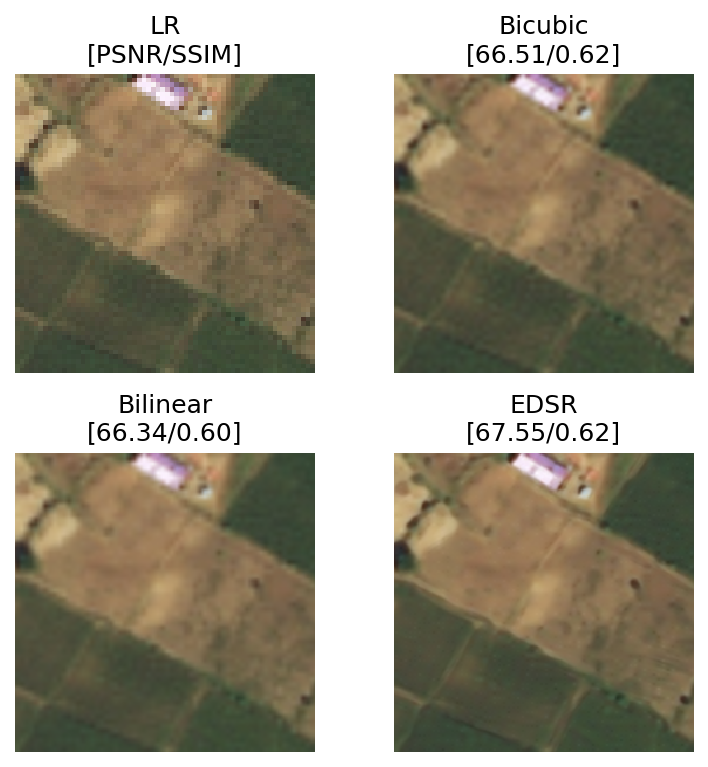 LR
[PSNR/SSIM]
Bicubic
[66.51/0.62]
Bilinear
[66.34/0.60]
EDSR
[67.55/0.62]